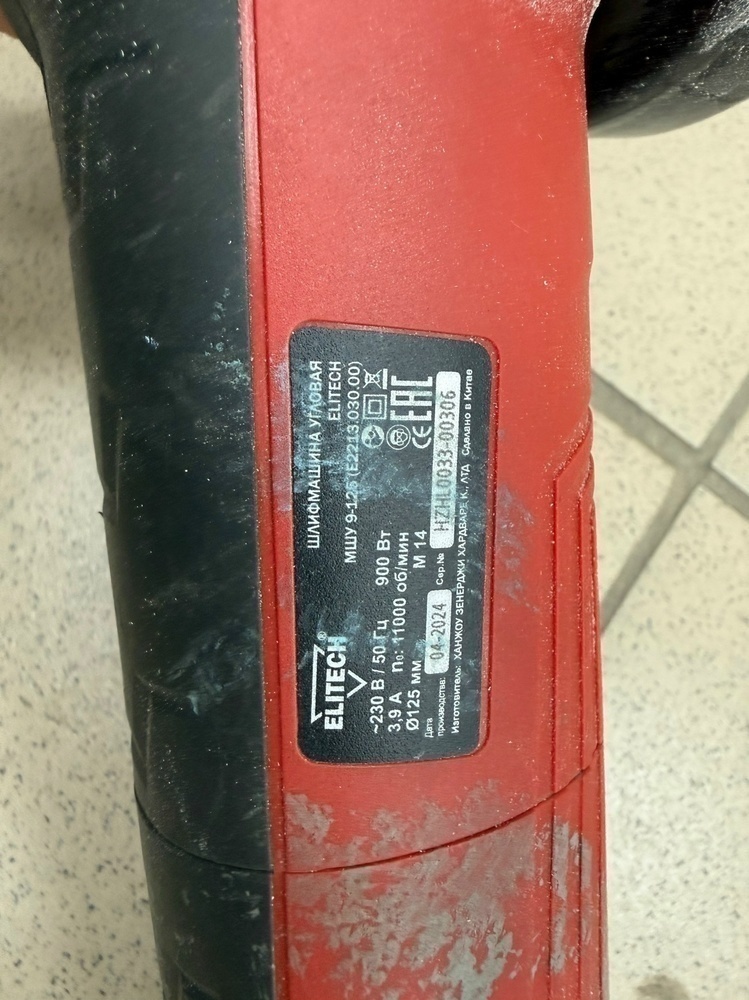 ELITECH®
ШЛИФМАШИНА УГЛОВАЯ
ELITECH
МШУ 9-125 (E2213.030.00)
~230 В / 50 Гц 900 Вт
3,9 А n₀: 11000 об/мин
Ø125 мм M 14
EAC
CE
Дата производства: 04-2024 Сер.№ HZHL0033-00306
Изготовитель: ХАНЖОУ ЗЕНЕРДЖИ ХАРДВАРЕ К., ЛТД Сделано в Китае